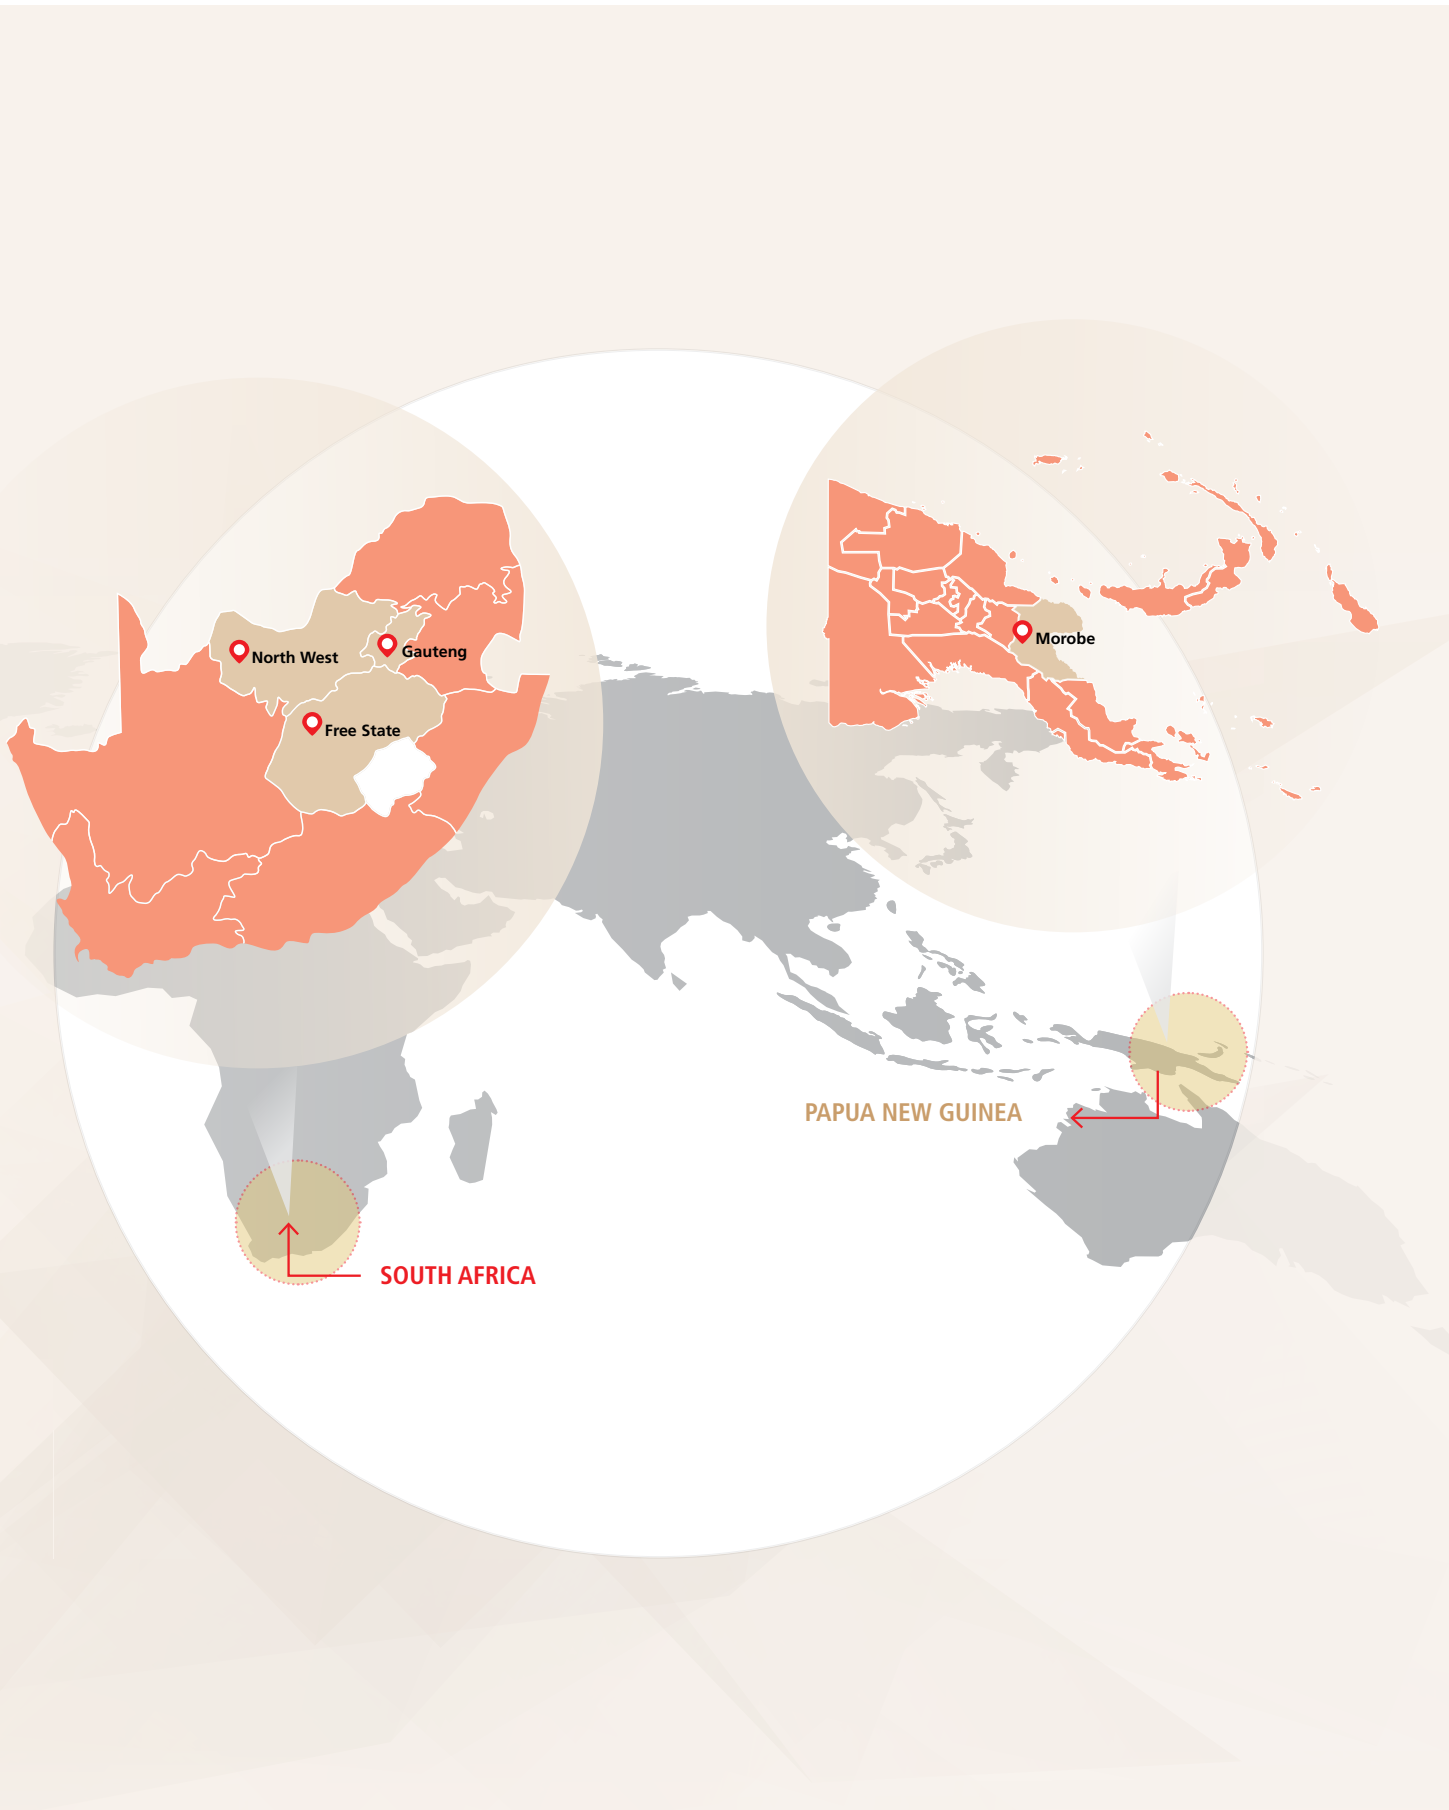 North West
Gauteng
Free State
Morobe
PAPUA NEW GUINEA
SOUTH AFRICA